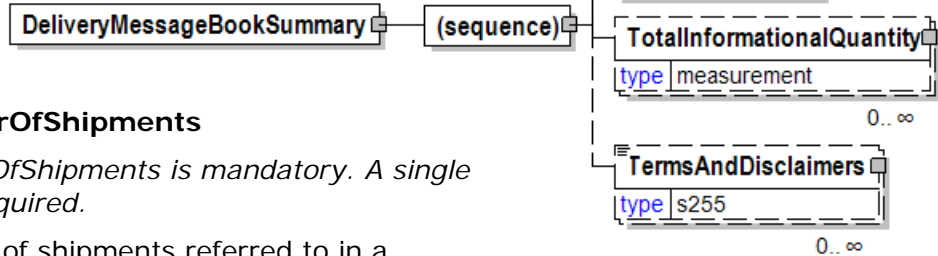 DeliveryMessageBookSummary
(sequence)
TotalInformationalQuantity
type measurement
0.. ∞
rOfShipments
OfShipments is mandatory. A single
quired.
of shipments referred to in a
TermsAndDisclaimers
type s255
0.. ∞